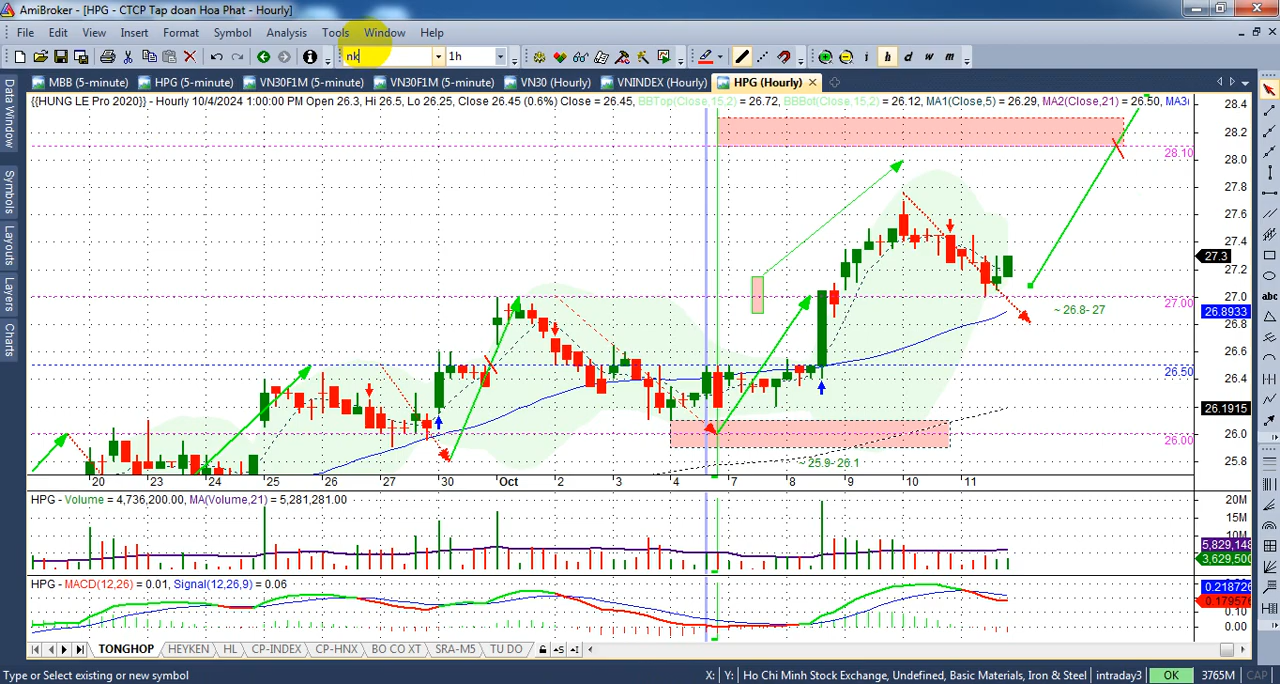 AmiBroker - [HPG - CTCP Tap doan Hoa Phat - Hourly]
File Edit View Insert Format Symbol Analysis Tools Window Help
nk 1h i h d w m
MBB (5-minute) HPG (5-minute) VN30F1M (5-minute) VN30F1M (5-minute) VN30 (Hourly) VNINDEX (Hourly) HPG (Hourly)
{{HUNG LE Pro 2020}} - Hourly 10/4/2024 1:00:00 PM Open 26.3, Hi 26.5, Lo 26.25, Close 26.45 (0.6%) Close = 26.45, BBTop(Close,15,2) = 26.72, BBBot(Close,15,2) = 26.12, MA1(Close,5) = 26.29, MA2(Close,21) = 26.50, MA3(
28.4
28.2
28.10
28.0
27.8
27.6
27.4
27.3
27.2
27.0
27.00
~ 26.8- 27
26.8933
26.8
26.6
26.50
26.4
26.1915
26.0
26.00
~ 25.9- 26.1
25.8
20 23 24 25 26 27 30 Oct 2 3 4 7 8 9 10 11
HPG - Volume = 4,736,200.00, MA(Volume,21) = 5,281,281.00
20M
15M
10M
5,829,148
3,629,500
HPG - MACD(12,26) = 0.01, Signal(12,26,9) = 0.06
0.218726
0.179576
0.10
0.00
TONGHOP HEYKEN HL CP-INDEX CP-HNX BO CO XT SRA-M5 TU DO
Type or Select existing or new symbol X: Y: Ho Chi Minh Stock Exchange, Undefined, Basic Materials, Iron & Steel intraday3 OK 3765M CAP
Data Window
Symbols
Layouts
Layers
Charts
abc